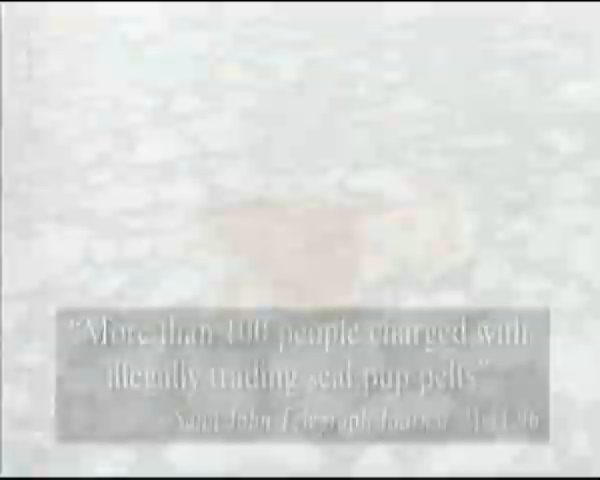 "More than 100 people charged with
illegally trading seal pup pelts"
Saint John Telegraph Journal